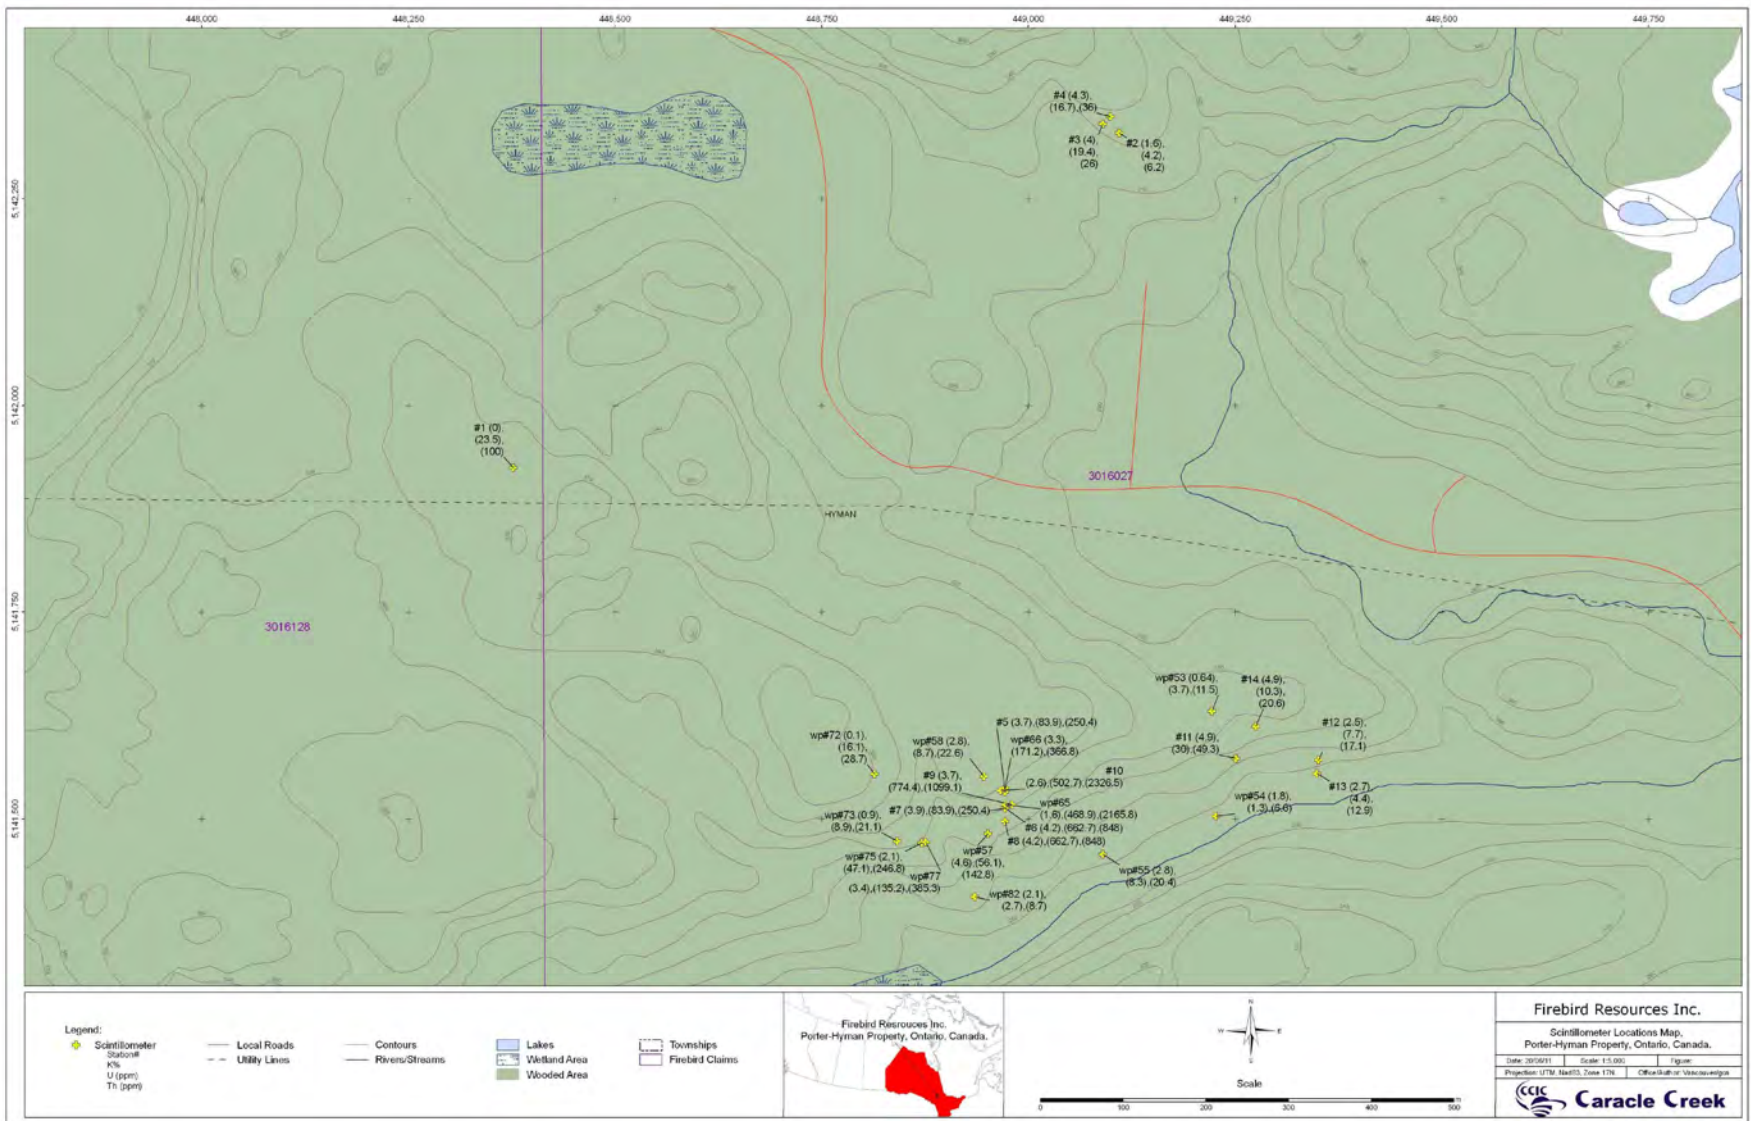 448,000
448,250
448,500
448,750
449,000
449,250
449,500
449,750
5,142,250
5,142,000
5,141,750
5,141,500
#4 (4.3),
(16.7),(36)
#3 (4)
(19.4),
(26)
#2 (1.6),
(4.2),
(6.2)
#1 (0),
(23.5),
(100)
3016027
HYMAN
3016128
wp#53 (0.64),
(3.7),(11.5)
#14 (4.9),
(10.3),
(20.6)
#5 (3.7),(83.9),(250.4)
#12 (2.5),
(7.7),
(17.1)
wp#72 (0.1),
(16.1),
(28.7)
wp#58 (2.8),
(8.7),(22.6)
wp#66 (3.3),
(171.2),(366.8)
#11 (4.9),
(30),(49.3)
#9 (3.7),
(774.4),(1099.1)
#10
(2.6),(502.7),(2326.5)
#13 (2.7),
(4.4),
(12.9)
wp#54 (1.8),
(1.3),(6.6)
#7 (3.9),(83.9),(250.4)
wp#65
(1.6),(468.9),(2165.8)
wp#73 (0.9),
(8.9),(21.1)
#6 (4.2),(662.7),(848)
#8 (4.2),(662.7),(848)
wp#75 (2.1),
(47.1),(246.8)
wp#57
(4.6),(56.1),
(142.8)
wp#77
(3.4),(135.2),(385.3)
wp#55 (2.8),
(8.3),(20.4)
wp#82 (2.1),
(2.7),(8.7)
Legend:
Scintillometer
Station#
K%
U (ppm)
Th (ppm)
Local Roads
Utility Lines
Contours
Rivers/Streams
Lakes
Wetland Area
Wooded Area
Townships
Firebird Claims
Firebird Resrouces Inc.
Porter-Hyman Property, Ontario, Canada.
N
W
E
S
Scale
0
100
200
300
400
500
m
Firebird Resources Inc.
Scintillometer Locations Map,
Porter-Hyman Property, Ontario, Canada.
Scale: 1:5,000
Figure:
Projection: UTM, Nad83, Zone 17N
CCIC
Caracle Creek